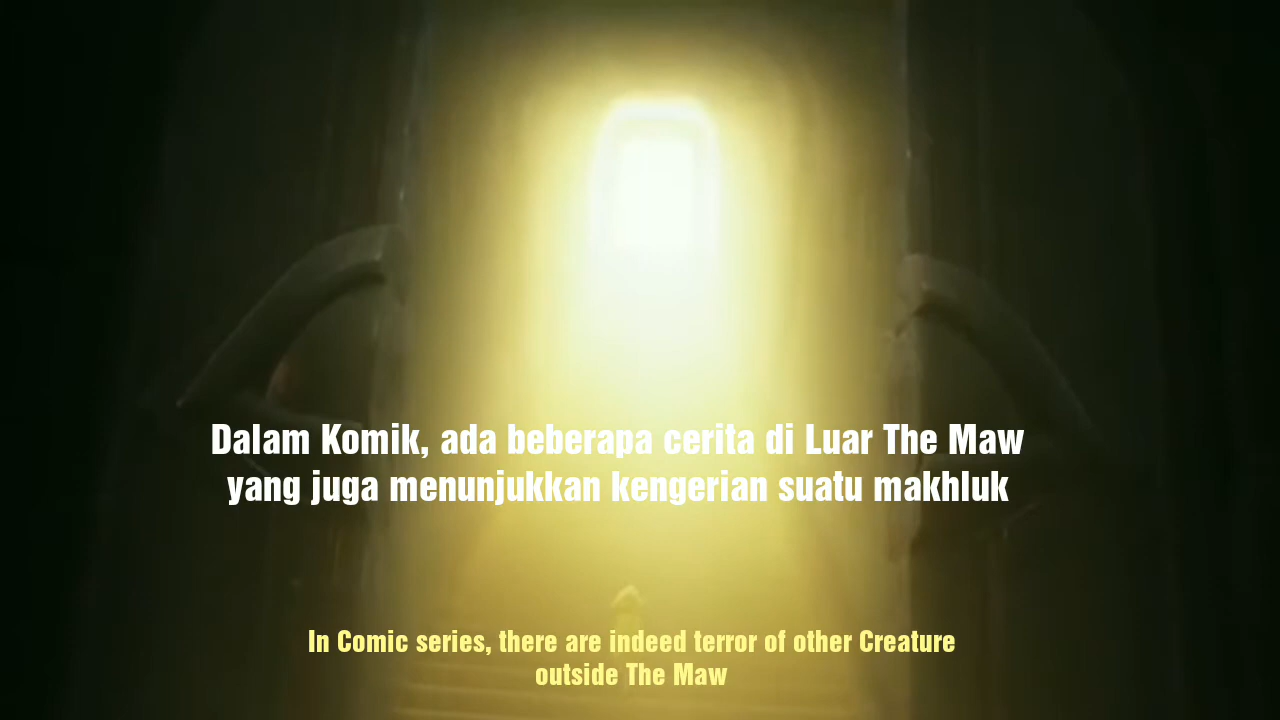 Dalam Komik, ada beberapa cerita di Luar The Maw
yang juga menunjukkan kengerian suatu makhluk
In Comic series, there are indeed terror of other Creature
outside The Maw